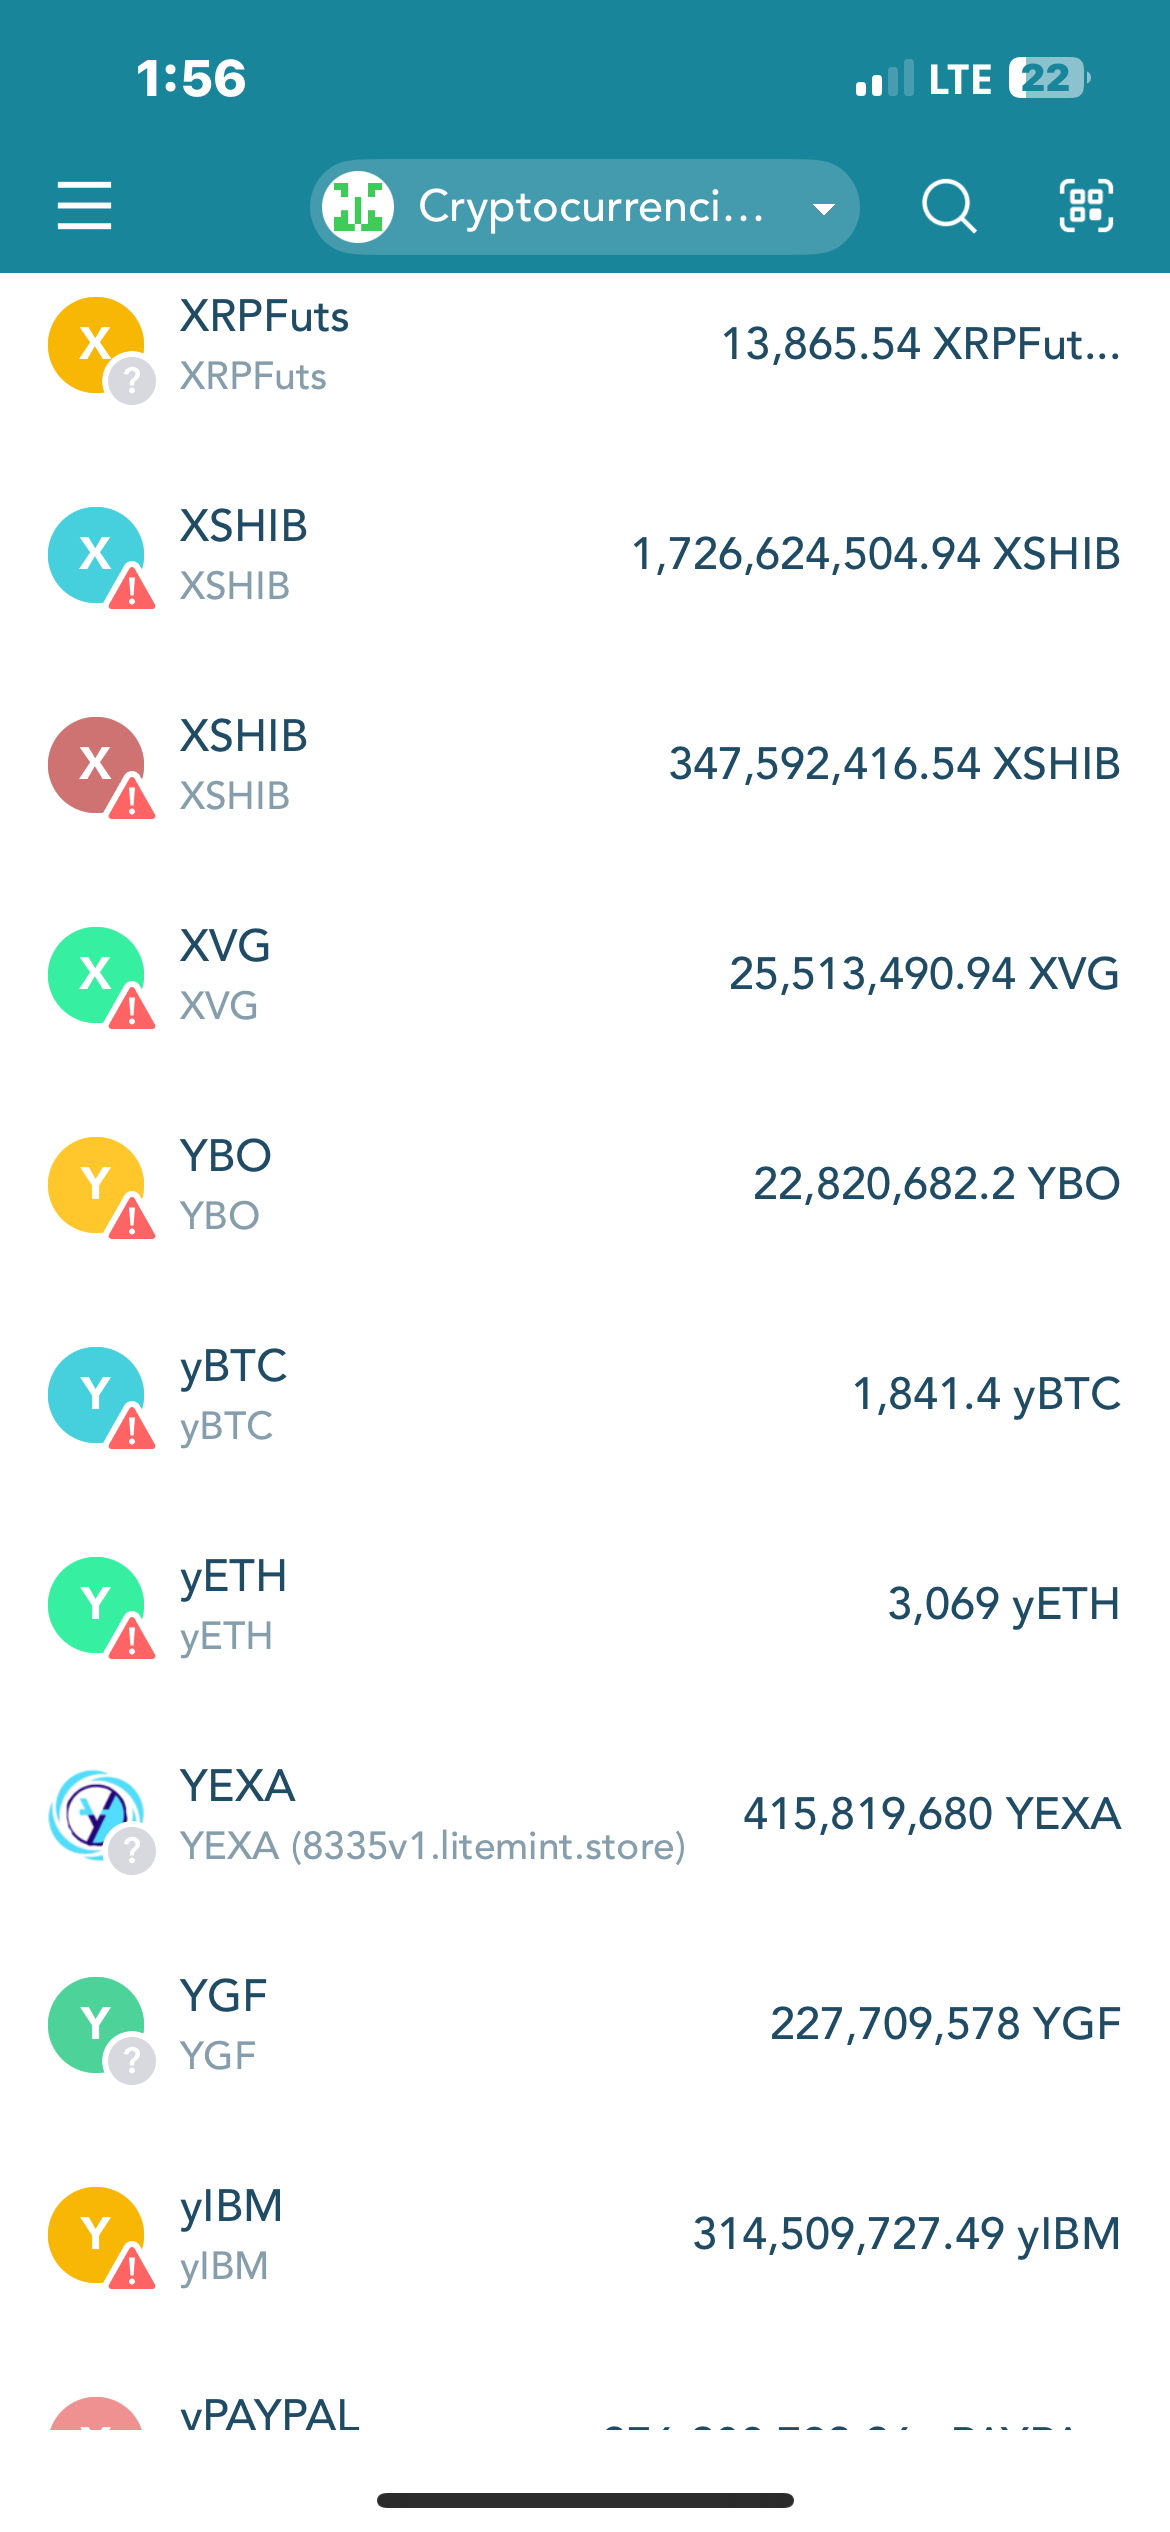 1:56
LTE 22
Cryptocurrenci...
X
XRPFuts
XRPFuts
13,865.54 XRPFut...
?
X
XSHIB
XSHIB
1,726,624,504.94 XSHIB
!
X
XSHIB
XSHIB
347,592,416.54 XSHIB
!
X
XVG
XVG
25,513,490.94 XVG
!
Y
YBO
YBO
22,820,682.2 YBO
!
Y
yBTC
yBTC
1,841.4 yBTC
!
Y
yETH
yETH
3,069 yETH
!
YEXA
YEXA (8335v1.litemint.store)
415,819,680 YEXA
?
Y
YGF
YGF
227,709,578 YGF
?
Y
yIBM
yIBM
314,509,727.49 yIBM
!
yPAYPAL